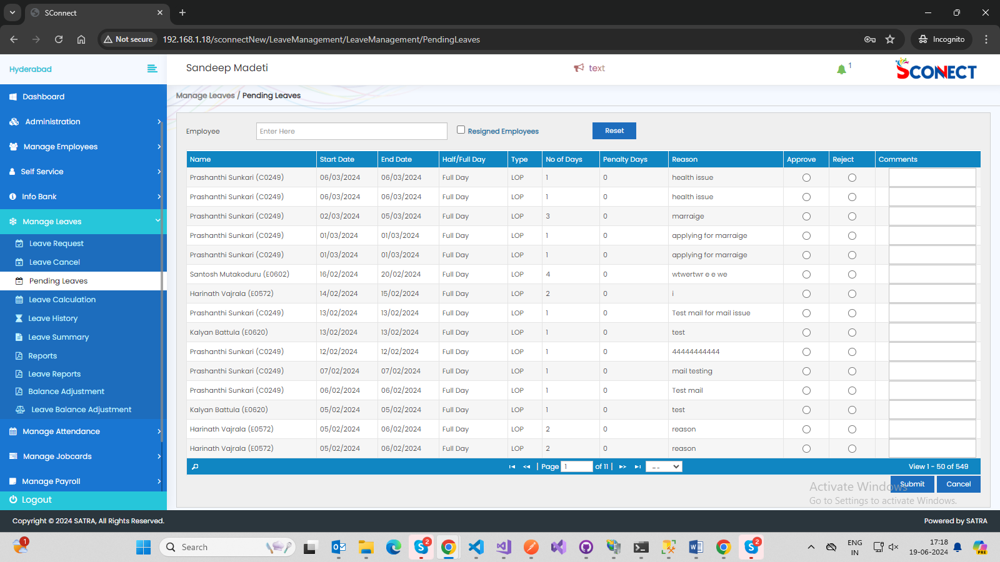 SConnect
Not secure
192.168.1.18/sconnectNew/LeaveManagement/LeaveManagement/PendingLeaves
Incognito
Hyderabad
Sandeep Madeti
text
1
SCONNECT
Manage Leaves / Pending Leaves
Dashboard
Administration
Manage Employees
Self Service
Info Bank
Manage Leaves
Leave Request
Leave Cancel
Pending Leaves
Leave Calculation
Leave History
Leave Summary
Reports
Leave Reports
Balance Adjustment
Leave Balance Adjustment
Manage Attendance
Manage Jobcards
Manage Payroll
Logout
Employee Enter Here Resigned Employees Reset
Name Start Date End Date Half/Full Day Type No of Days Penalty Days Reason Approve Reject Comments
Prashanthi Sunkari (C0249) 06/03/2024 06/03/2024 Full Day LOP 1 0 health issue
Prashanthi Sunkari (C0249) 06/03/2024 06/03/2024 Full Day LOP 1 0 health issue
Prashanthi Sunkari (C0249) 02/03/2024 05/03/2024 Full Day LOP 3 0 marraige
Prashanthi Sunkari (C0249) 01/03/2024 01/03/2024 Full Day LOP 1 0 applying for marraige
Prashanthi Sunkari (C0249) 01/03/2024 01/03/2024 Full Day LOP 1 0 applying for marraige
Santosh Mutakoduru (E0602) 16/02/2024 20/02/2024 Full Day LOP 4 0 wtwertwr e e we
Harinath Vajrala (E0572) 14/02/2024 15/02/2024 Full Day LOP 2 0 i
Prashanthi Sunkari (C0249) 13/02/2024 13/02/2024 Full Day LOP 1 0 Test mail for mail issue
Kalyan Battula (E0620) 13/02/2024 13/02/2024 Full Day LOP 1 0 test
Prashanthi Sunkari (C0249) 12/02/2024 12/02/2024 Full Day LOP 1 0 44444444444
Prashanthi Sunkari (C0249) 07/02/2024 07/02/2024 Full Day LOP 1 0 mail testing
Prashanthi Sunkari (C0249) 06/02/2024 06/02/2024 Full Day LOP 1 0 Test mail
Kalyan Battula (E0620) 05/02/2024 05/02/2024 Full Day LOP 1 0 test
Harinath Vajrala (E0572) 05/02/2024 06/02/2024 Full Day LOP 2 0 reason
Harinath Vajrala (E0572) 05/02/2024 06/02/2024 Full Day LOP 2 0 reason
Page 1 of 11 View 1 - 50 of 549
Submit Cancel
Activate Windows
Go to Settings to activate Windows.
Copyright © 2024 SATRA, All Rights Reserved.
Powered by SATRA
1
Search
2
2
ENG
IN
17:18
19-06-2024
PRE